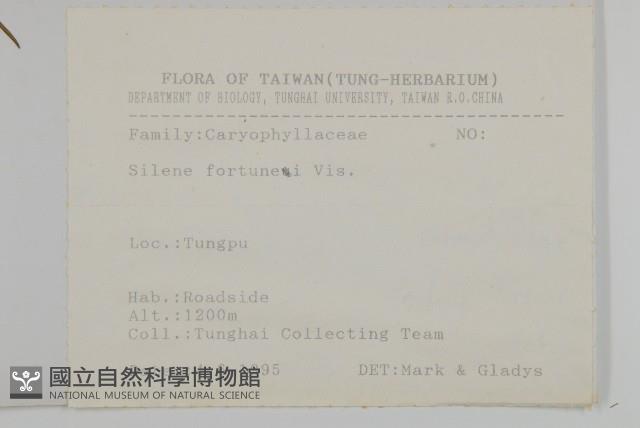 FLORA OF TAIWAN(TUNG-HERBARIUM)
DEPARTMENT OF BIOLOGY, TUNGHAI UNIVERSITY, TAIWAN R.O.CHINA
Family:Caryophyllaceae NO:
Silene fortunei Vis.
Loc.:Tungpu
Hab.:Roadside
Alt.:1200m
Coll.:Tunghai Collecting Team
DET:Mark & Gladys
國立自然科學博物館
NATIONAL MUSEUM OF NATURAL SCIENCE